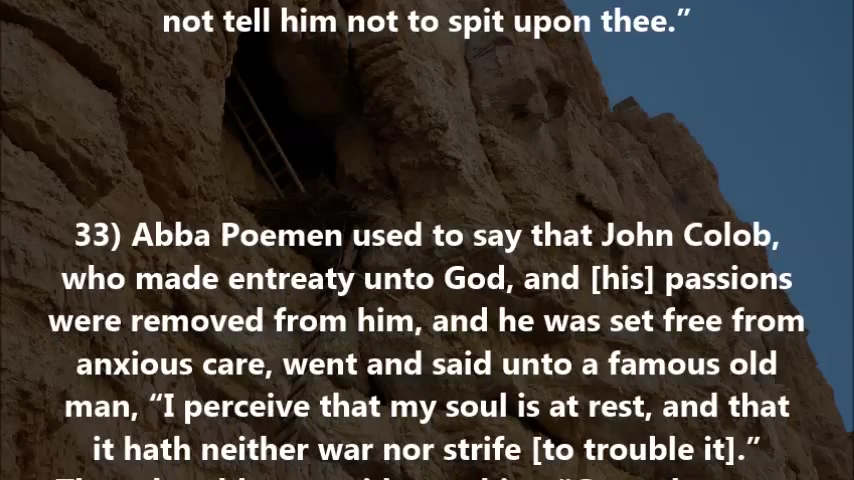 not tell him not to spit upon thee.”
33) Abba Poemen used to say that John Colob,
who made entreaty unto God, and [his] passions
were removed from him, and he was set free from
anxious care, went and said unto a famous old
man, “I perceive that my soul is at rest, and that
it hath neither war nor strife [to trouble it].”